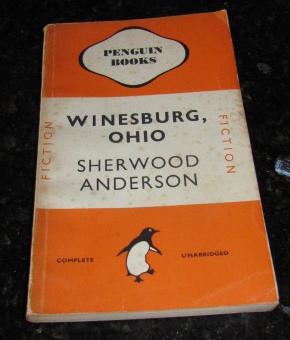 PENGUIN
BOOKS
WINESBURG,
OHIO
SHERWOOD
ANDERSON
FICTION
FICTION
COMPLETE
UNABRIDGED